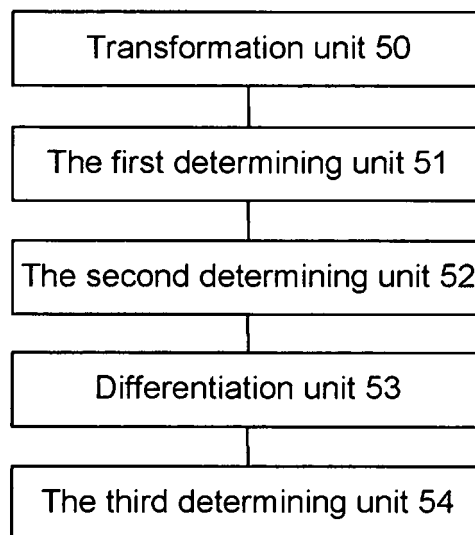 Transformation unit 50
The first determining unit 51
The second determining unit 52
Differentiation unit 53
The third determining unit 54